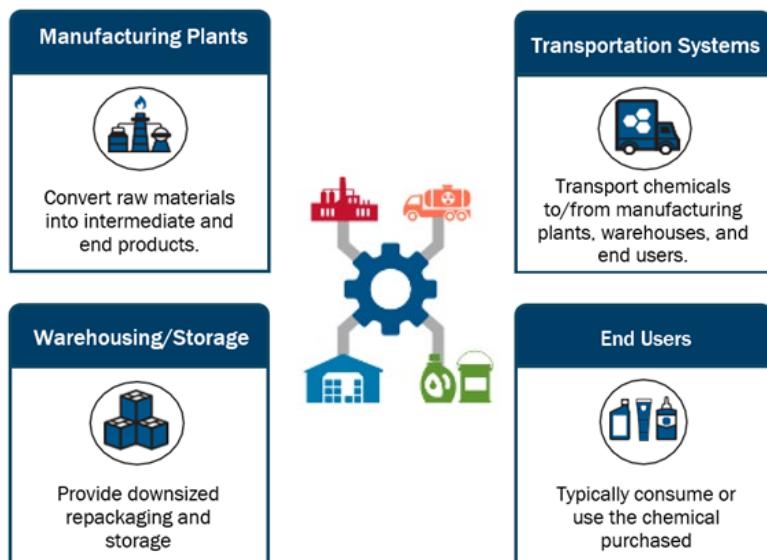 Manufacturing Plants
Convert raw materials
into intermediate and
end products.
Transportation Systems
Transport chemicals
to/from manufacturing
plants, warehouses, and
end users.
Warehousing/Storage
Provide downsized
repackaging and
storage
End Users
Typically consume or
use the chemical
purchased